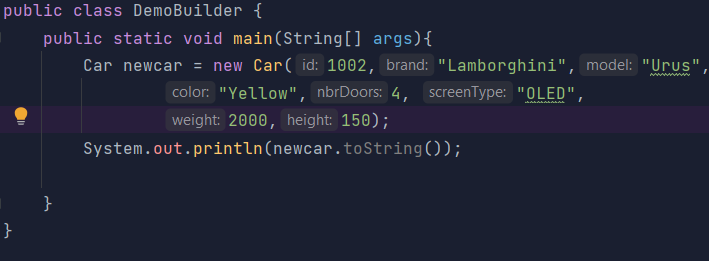 public class DemoBuilder {
public static void main(String[] args){
Car newcar = new Car( id: 1002, brand: "Lamborghini", model: "Urus",
color: "Yellow", nbrDoors: 4, screenType: "OLED",
weight: 2000, height: 150);
System.out.println(newcar.toString());
}
}